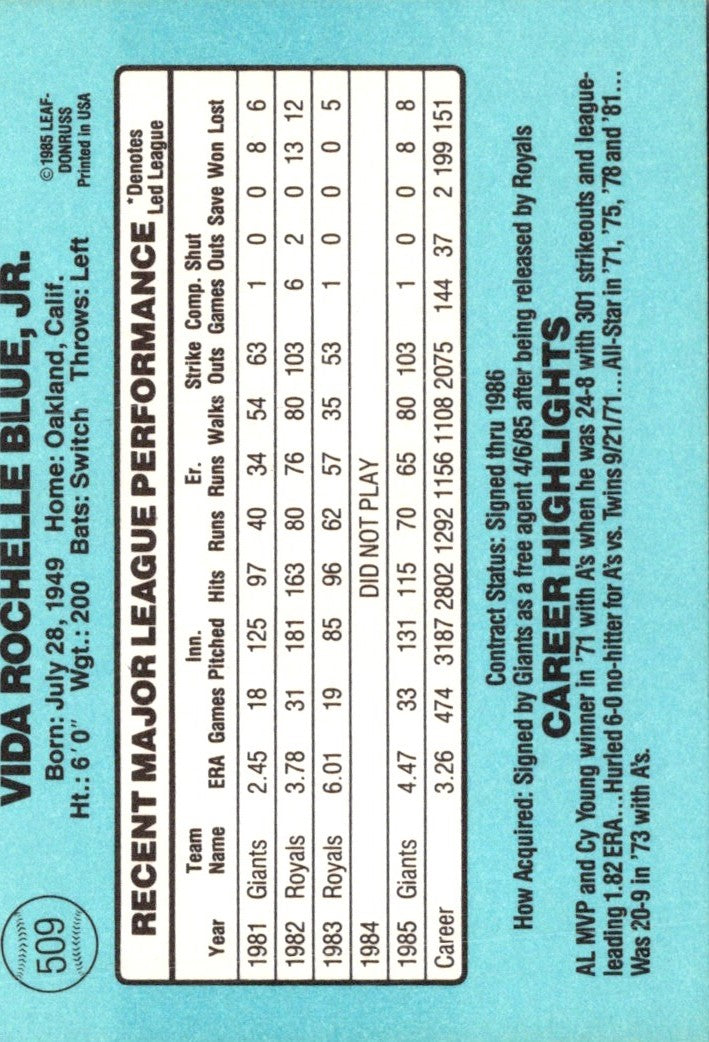 509
VIDA ROCHELLE BLUE, JR.
© 1985 LEAF-
DONRUSS
Printed in USA
Born: July 28, 1949 Home: Oakland, Calif.
Ht.: 6'0" Wgt.: 200 Bats: Switch Throws: Left
RECENT MAJOR LEAGUE PERFORMANCE
*Denotes
Led League
Year Team Name ERA Games Inn. Pitched Hits Runs Er. Runs Walks Strike Outs Comp. Games Shut Outs Save Won Lost
1981 Giants 2.45 18 125 97 40 34 54 63 1 0 0 8 6
1982 Royals 3.78 31 181 163 80 76 80 103 6 2 0 13 12
1983 Royals 6.01 19 85 96 62 57 35 53 1 0 0 0 5
1984 DID NOT PLAY
1985 Giants 4.47 33 131 115 70 65 80 103 1 0 0 8 8
Career 3.26 474 3187 2802 1292 1156 1108 2075 144 37 2 199 151
Contract Status: Signed thru 1986
How Acquired: Signed by Giants as a free agent 4/6/85 after being released by Royals
CAREER HIGHLIGHTS
AL MVP and Cy Young winner in '71 with A's when he was 24-8 with 301 strikeouts and league-
leading 1.82 ERA...Hurled 6-0 no-hitter for A's vs. Twins 9/21/71...All-Star in '71, '75, '78 and '81...
Was 20-9 in '73 with A's.